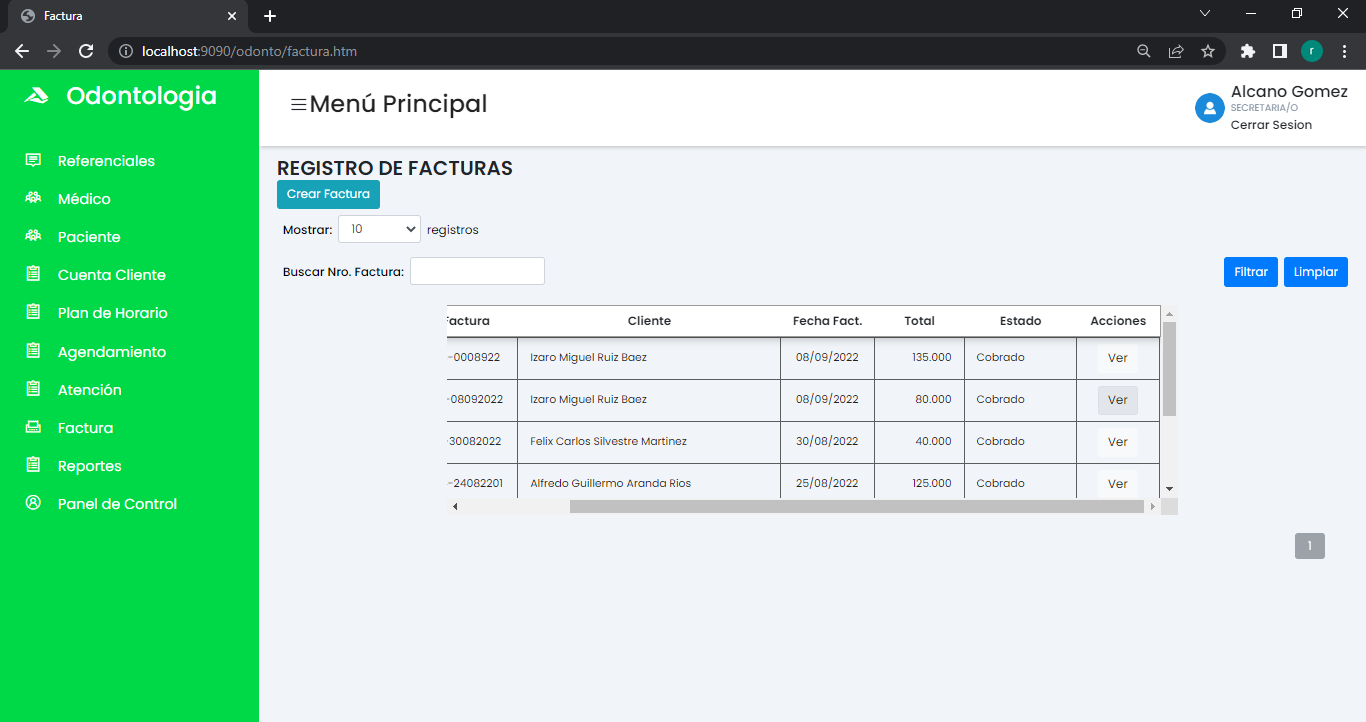 Factura
localhost:9090/odonto/factura.htm
r
Odontologia
Menú Principal
Alcano Gomez
SECRETARIA/O
Cerrar Sesion
Referenciales
Médico
Paciente
Cuenta Cliente
Plan de Horario
Agendamiento
Atención
Factura
Reportes
Panel de Control
REGISTRO DE FACTURAS
Crear Factura
Mostrar: 10 registros
Buscar Nro. Factura: Filtrar Limpiar
Factura Cliente Fecha Fact. Total Estado Acciones
-0008922 Izaro Miguel Ruiz Baez 08/09/2022 135.000 Cobrado Ver
-08092022 Izaro Miguel Ruiz Baez 08/09/2022 80.000 Cobrado Ver
-30082022 Felix Carlos Silvestre Martinez 30/08/2022 40.000 Cobrado Ver
-24082201 Alfredo Guillermo Aranda Rios 25/08/2022 125.000 Cobrado Ver
1